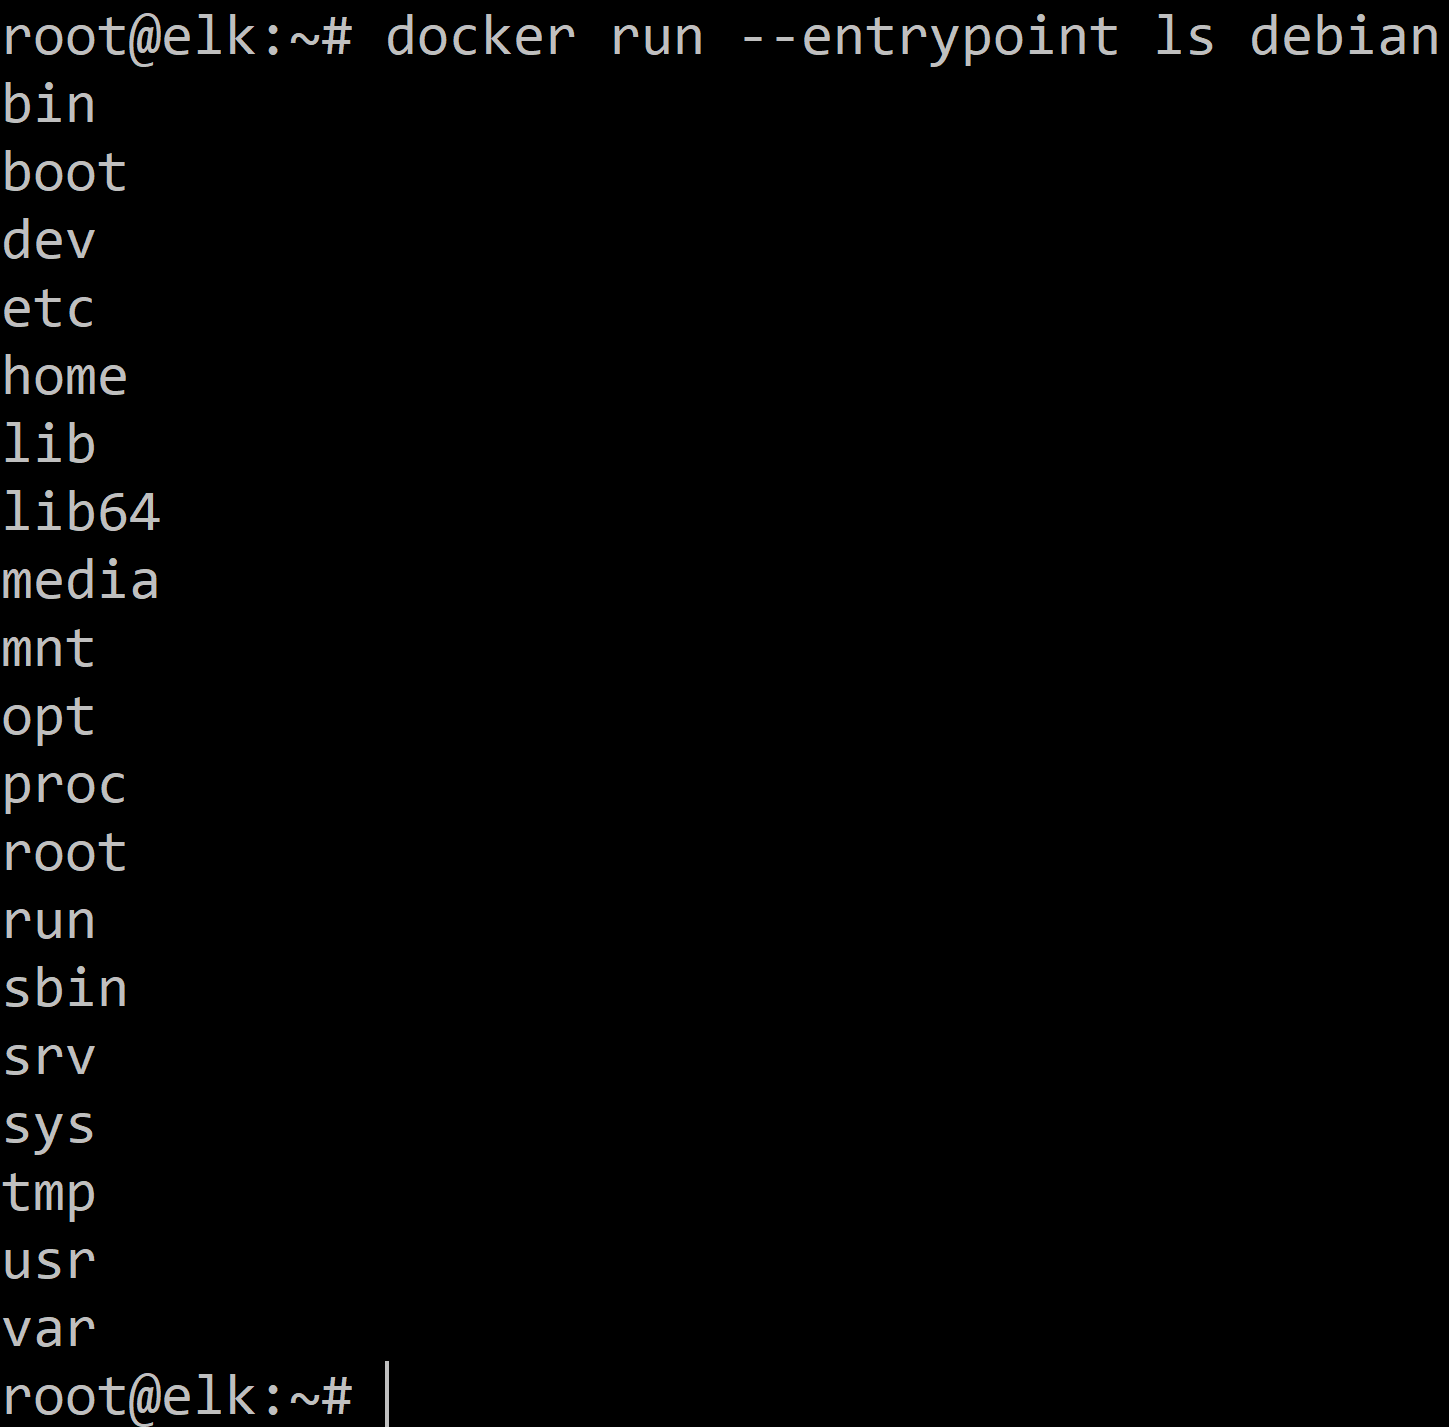 root@elk:~# docker run --entrypoint ls debian
bin
boot
dev
etc
home
lib
lib64
media
mnt
opt
proc
root
run
sbin
srv
sys
tmp
usr
var
root@elk:~#